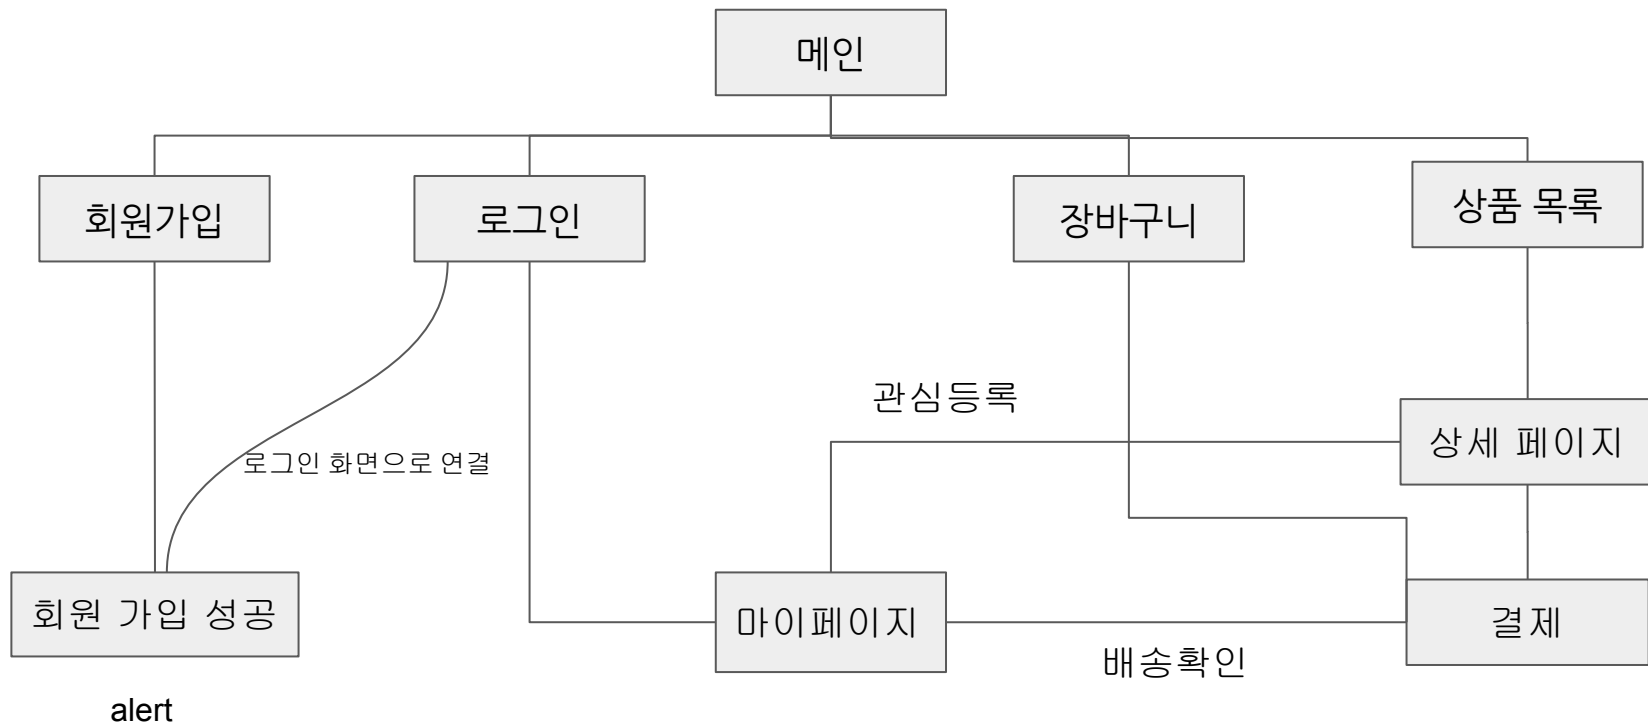 메인
회원가입
로그인
장바구니
상품 목록
관심등록
상세 페이지
로그인 화면으로 연결
회원 가입 성공
마이페이지
결제
배송확인
alert